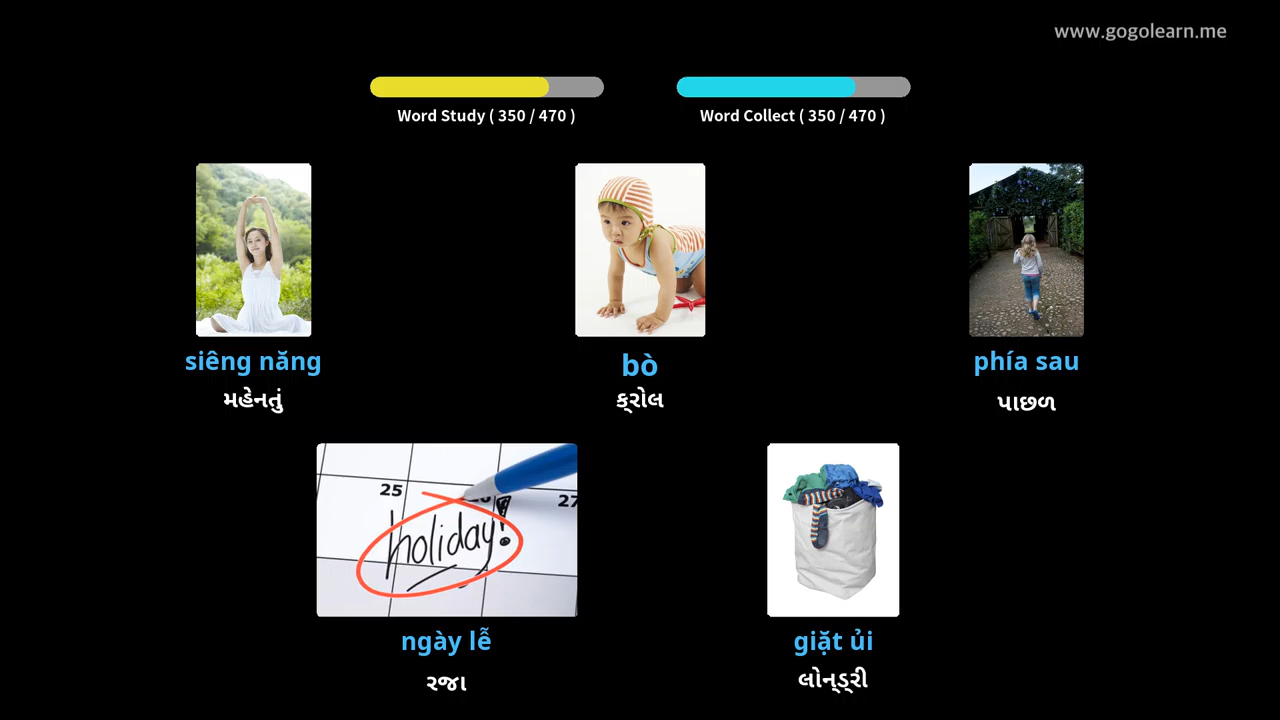 www.gogolearn.me
Word Study ( 350 / 470 )
Word Collect ( 350 / 470 )
siêng năng
મહેનતું
bò
ક્રોલ
phía sau
પાછળ
25
27
holiday!
ngày lễ
રજા
giặt ủi
લોન્ડ્રી